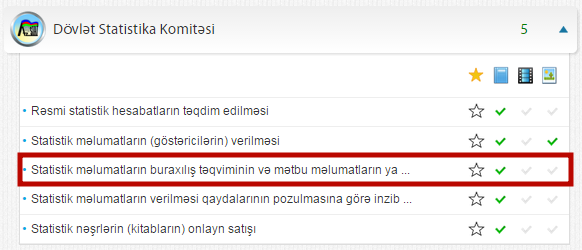 Dövlət Statistika Komitəsi 5
Rəsmi statistik hesabatların təqdim edilməsi
Statistik məlumatların (göstəricilərin) verilməsi
Statistik məlumatların buraxılış təqviminin və mətbu məlumatların ya ...
Statistik məlumatların verilməsi qaydalarının pozulmasına görə inzib ...
Statistik nəşrlərin (kitabların) onlayn satışı